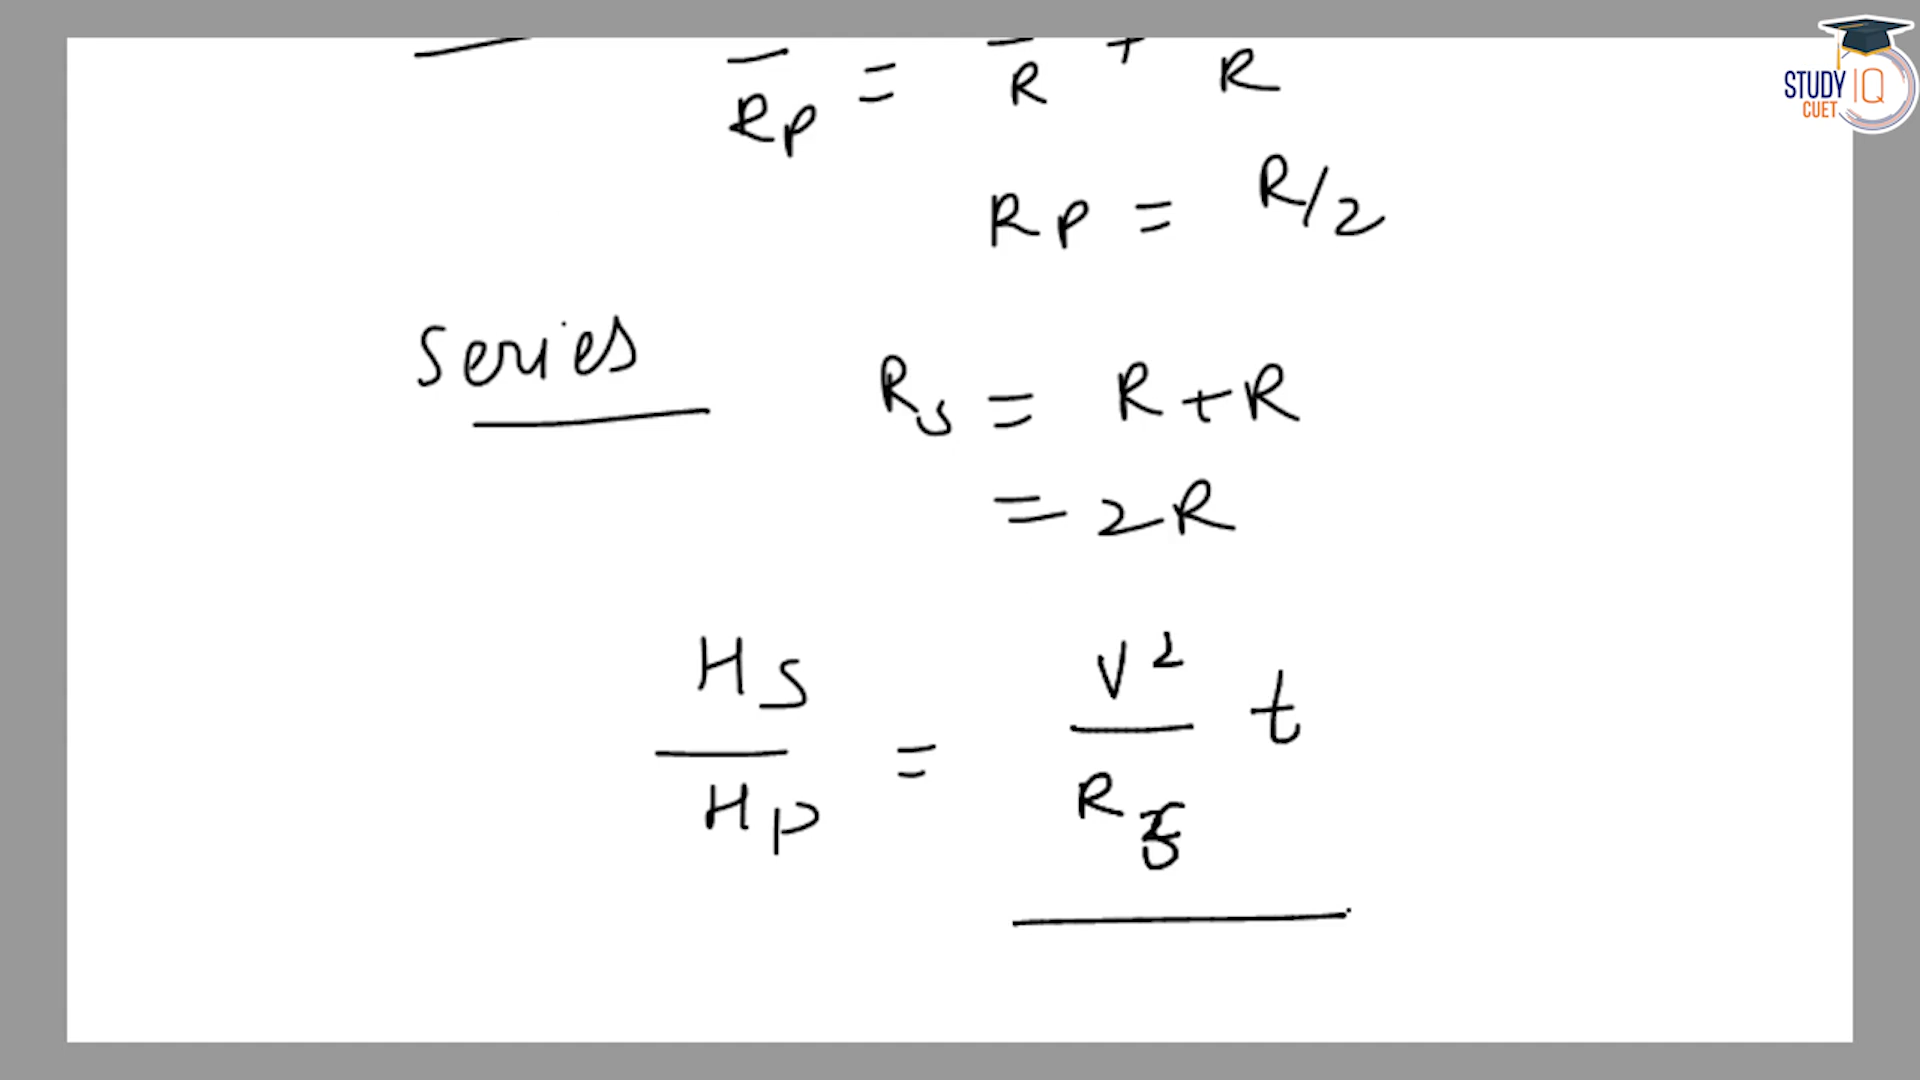 STUDY IQ
CUET
Rp = R + R
Rp = R/2
Series
Rs = R + R
= 2R
Hs / Hp = V² / Rs t